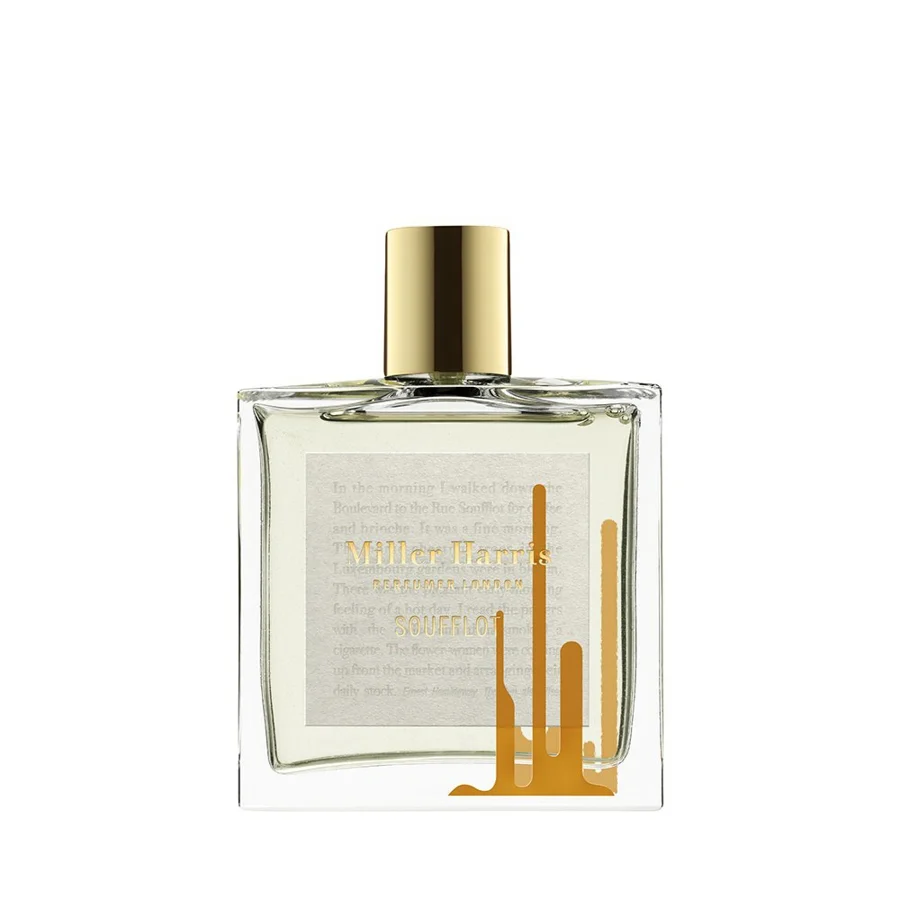 In the morning I walked down the
Boulevard to the Rue Soufflot for coffee
and brioche. It was a fine morning.
Miller Harris
Luxembourg gardens were in bloom.
PERFUMER LONDON
There
feeling of a hot day. I read the papers
SOUFFLOT
with the a
cigarette. The flower-women were coming
up from the market and arranging their
daily stock.